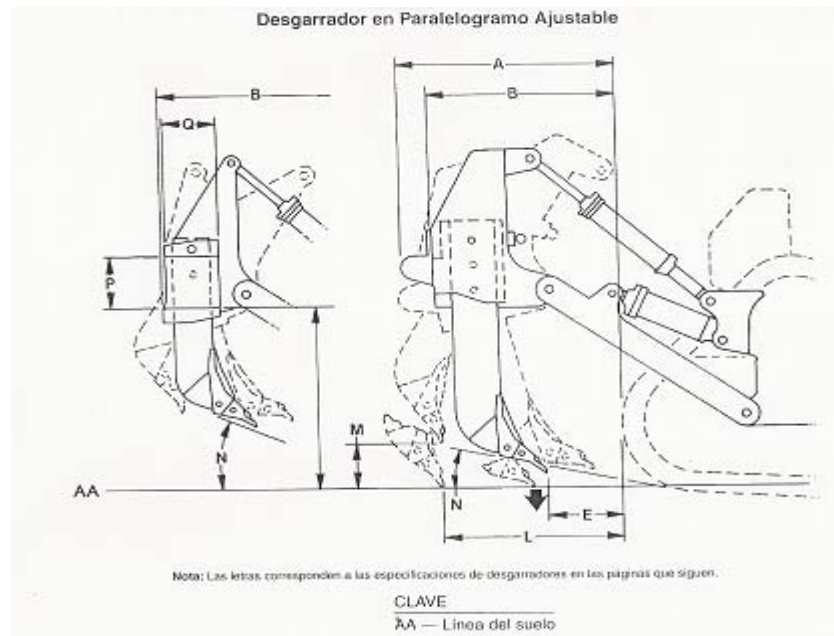 Desgarrador en Paralelogramo Ajustable
A
B
B
Q
P
M
N
N
AA
E
L
Nota: Las letras corresponden a las especificaciones de desgarradores en las páginas que siguen.
CLAVE
AA — Línea del suelo